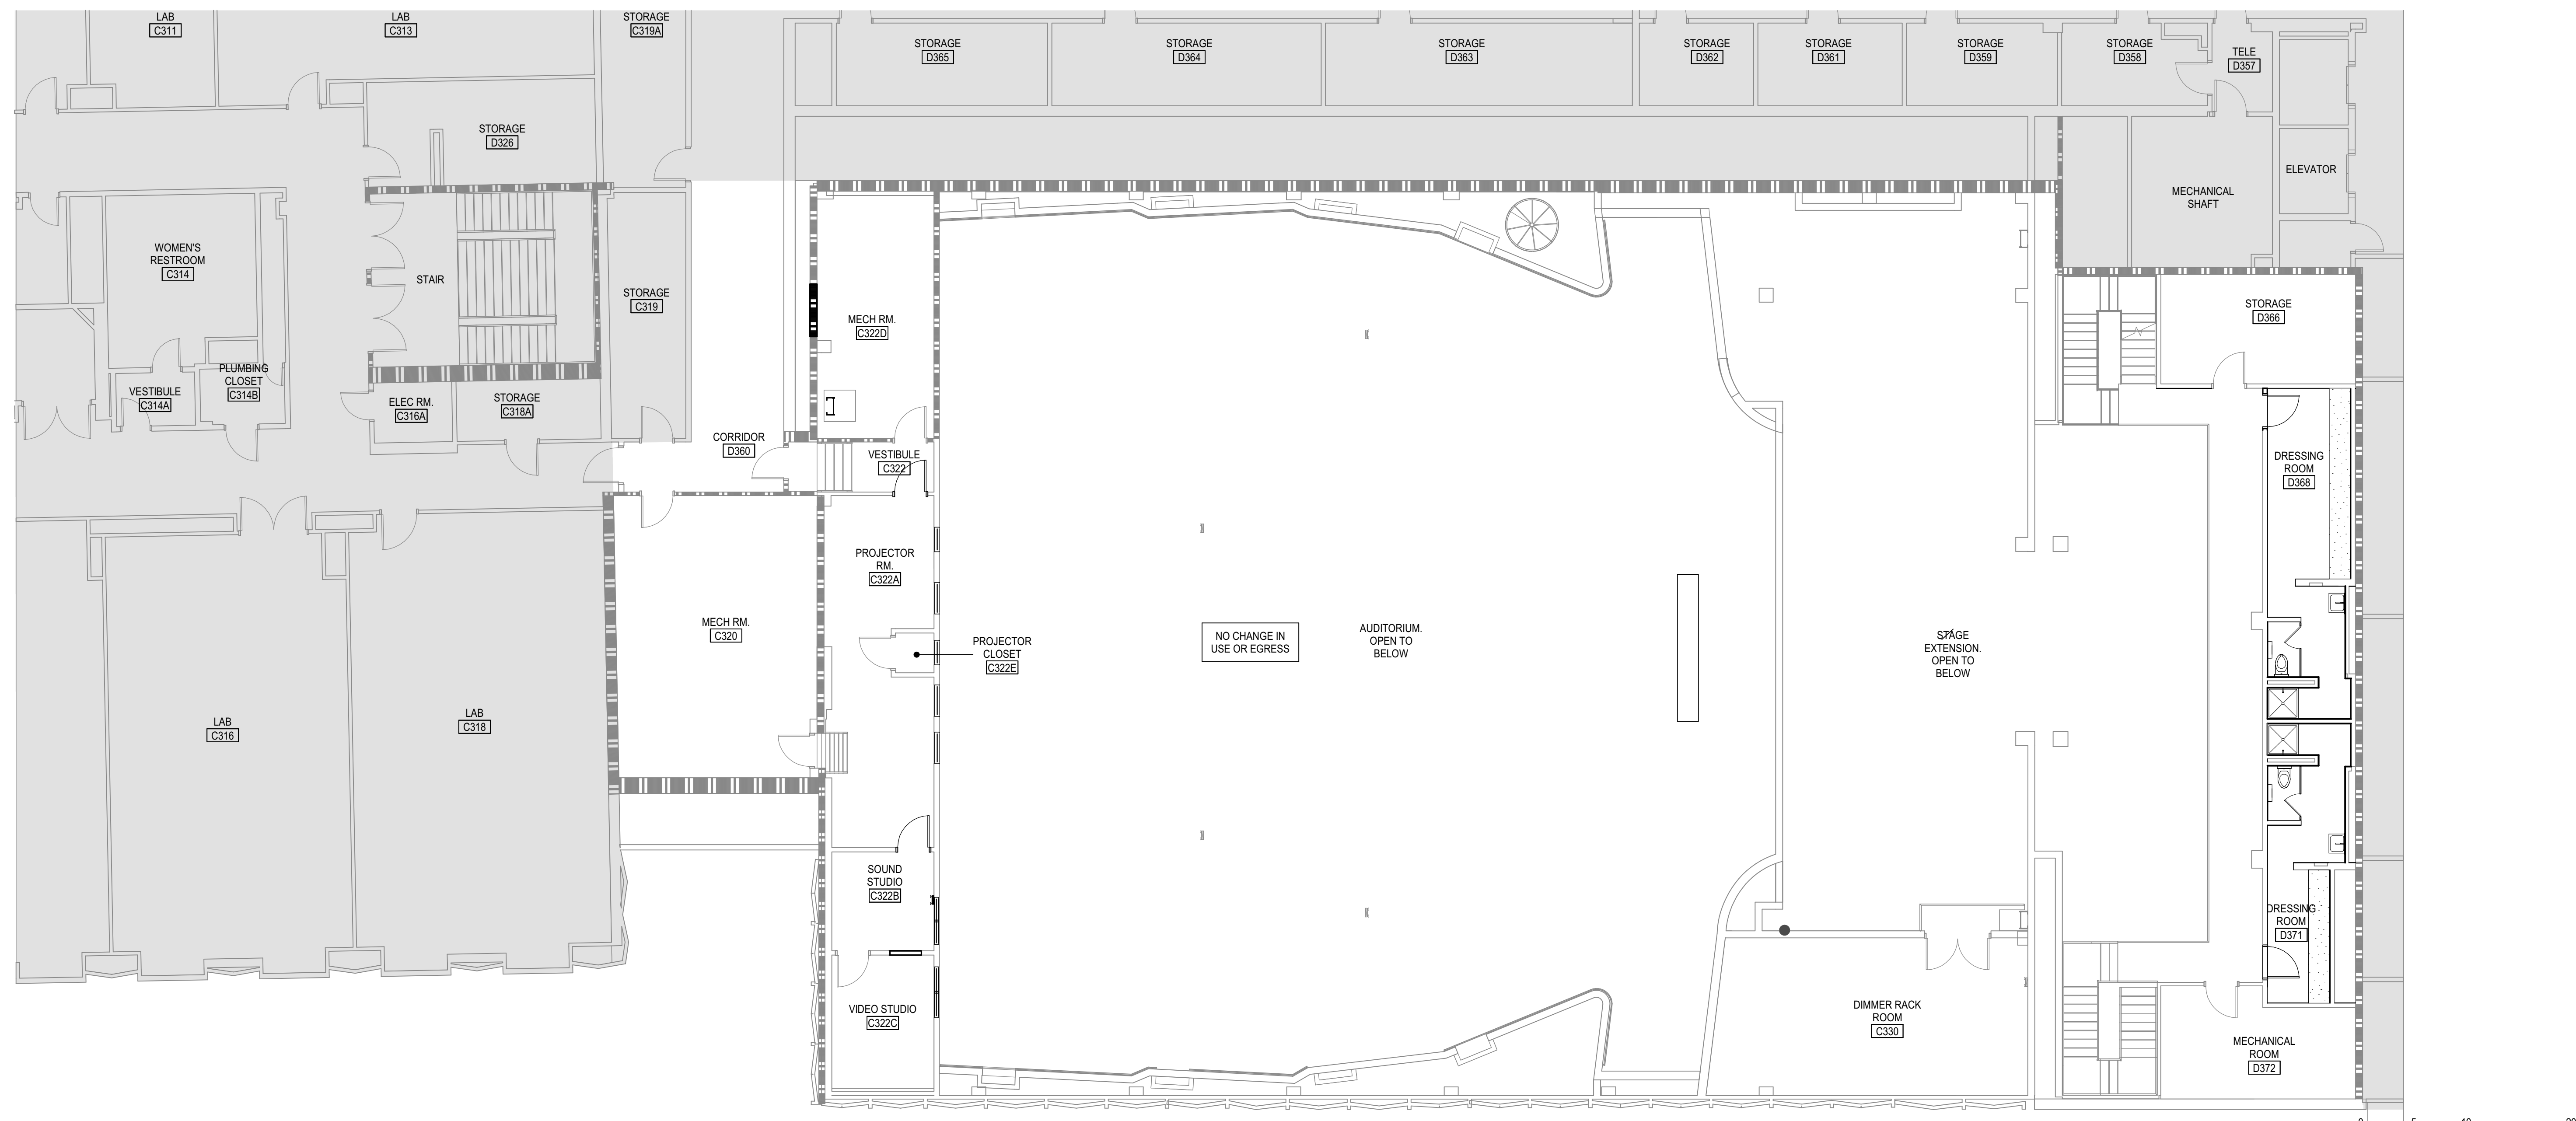 LAB
C311
LAB
C313
STORAGE
C319A
STORAGE
D365
STORAGE
D364
STORAGE
D363
STORAGE
D362
STORAGE
D361
STORAGE
D359
STORAGE
D358
TELE
D357
STORAGE
D326
ELEVATOR
MECHANICAL
SHAFT
WOMEN'S
RESTROOM
C314
STAIR
STORAGE
C319
MECH RM.
C322D
STORAGE
D366
PLUMBING
CLOSET
C314B
VESTIBULE
C314A
ELEC RM.
C316A
STORAGE
C318A
CORRIDOR
D360
VESTIBULE
C322
DRESSING
ROOM
D368
PROJECTOR
RM.
C322A
MECH RM.
C320
PROJECTOR
CLOSET
C322E
NO CHANGE IN
USE OR EGRESS
AUDITORIUM.
OPEN TO
BELOW
STAGE
EXTENSION.
OPEN TO
BELOW
LAB
C316
LAB
C318
SOUND
STUDIO
C322B
DRESSING
ROOM
D371
VIDEO STUDIO
C322C
DIMMER RACK
ROOM
C330
MECHANICAL
ROOM
D372